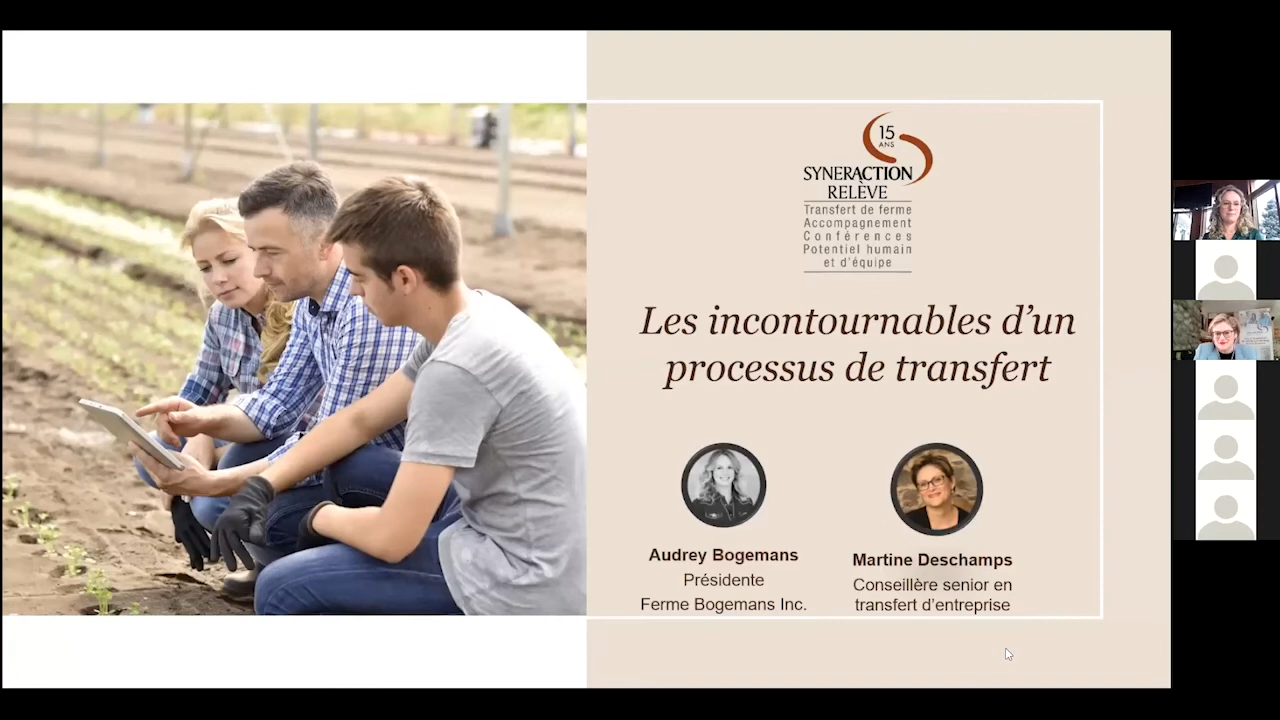 15
ANS
SYNERACTION
RELÈVE
Transfert de ferme
Accompagnement
Conférences
Potentiel humain
et d'équipe
Les incontournables d’un
processus de transfert
Audrey Bogemans
Présidente
Ferme Bogemans Inc.
Martine Deschamps
Conseillère senior en
transfert d’entreprise